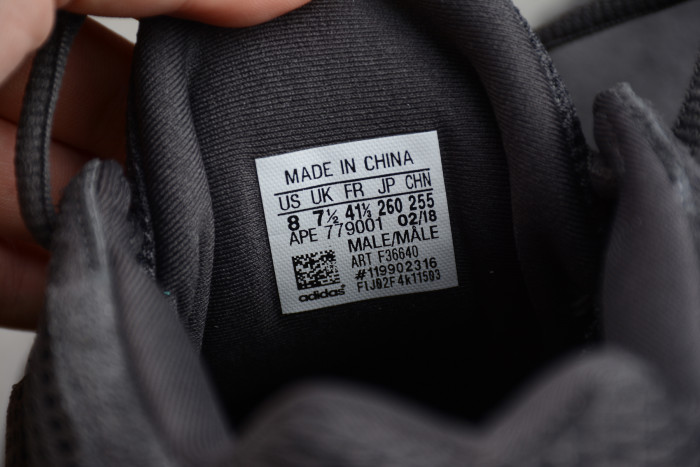 MADE IN CHINA
US UK FR JP CHN
8 7½ 41⅓ 260 255
APE 779001 02/18
MALE/MÂLE
ART F36640
#119902316
FIJ02F4k11593
adidas